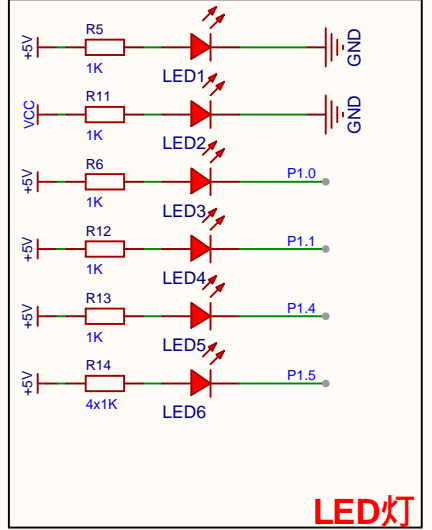 R5
+5V
GND
1K
LED1
R11
VCC
GND
1K
LED2
R6
+5V
P1.0
1K
LED3
R12
+5V
P1.1
1K
LED4
R13
+5V
P1.4
1K
LED5
R14
+5V
P1.5
4x1K
LED6
LED灯